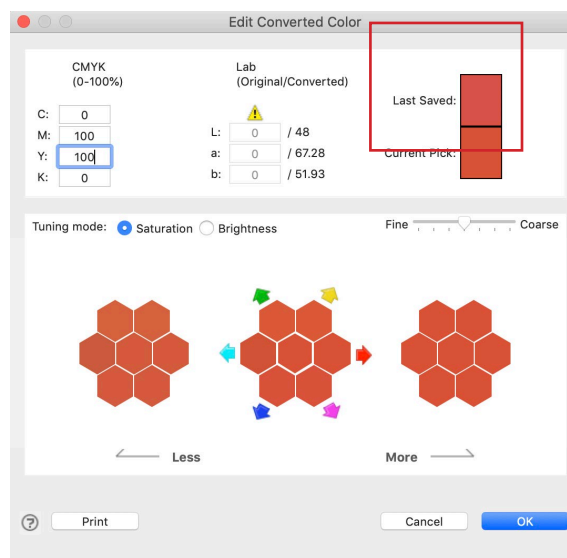 Edit Converted Color
CMYK
(0-100%)
Lab
(Original/Converted)
Last Saved:
Current Pick:
C: 0
M: 100
Y: 100
K: 0
L: 0 / 48
a: 0 / 67.28
b: 0 / 51.93
Tuning mode: Saturation Brightness
Fine Coarse
Less
More
? Print Cancel OK